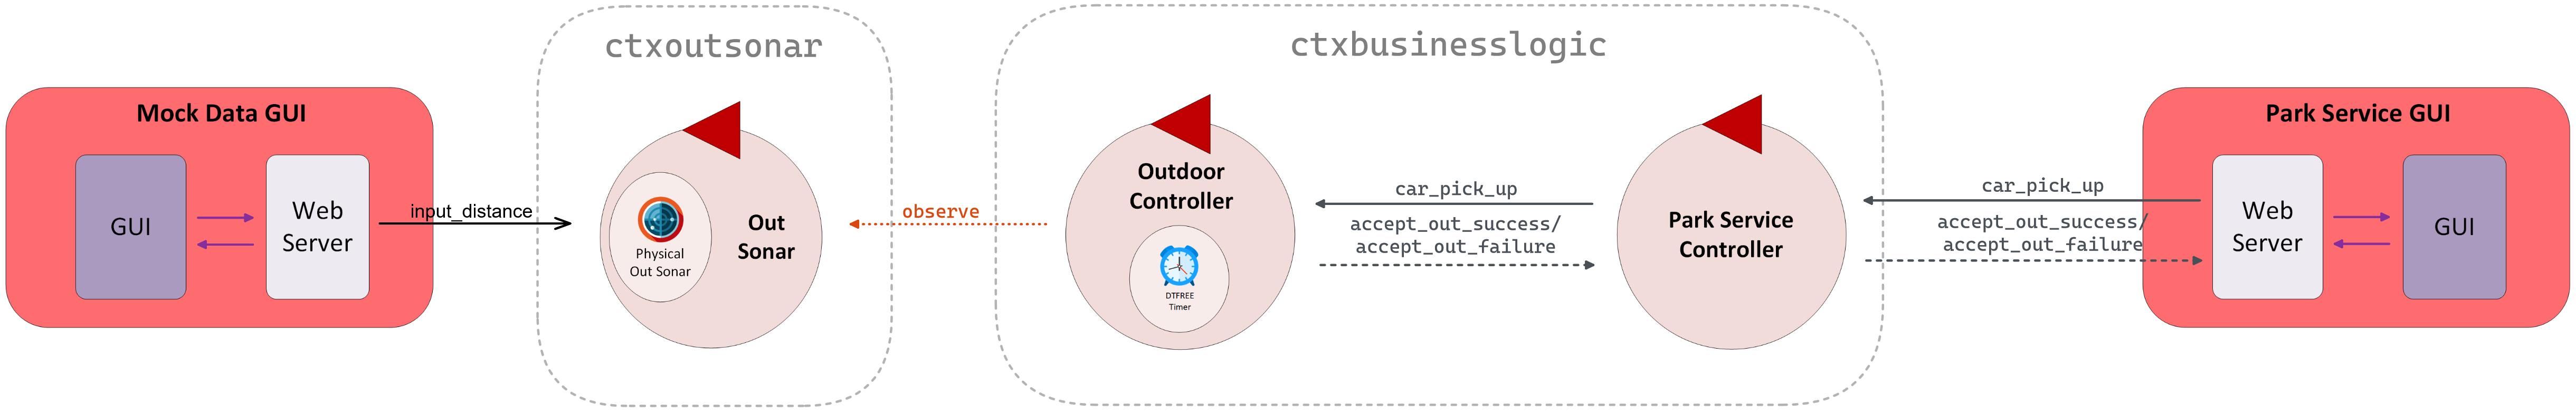 Mock Data GUI
GUI
Web
Server
input_distance
ctxoutsonar
Physical
Out Sonar
Out
Sonar
observe
ctxbusinesslogic
Outdoor
Controller
DTFREE
Timer
car_pick_up
accept_out_success/
accept_out_failure
Park Service
Controller
car_pick_up
accept_out_success/
accept_out_failure
Park Service GUI
Web
Server
GUI